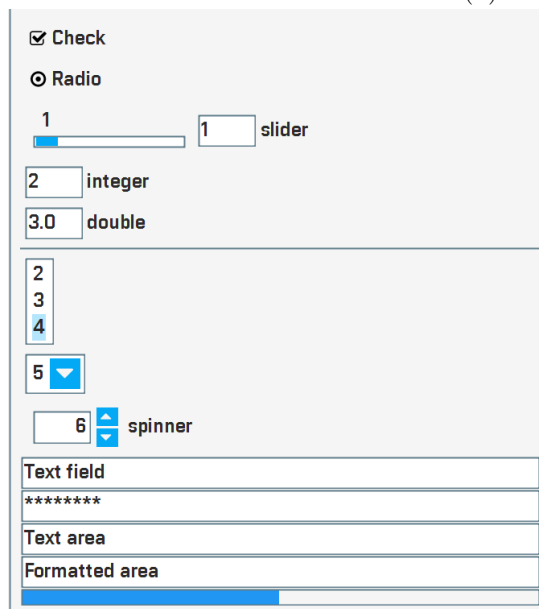 Check
Radio
1
1 slider
2 integer
3.0 double
2
3
4
5
6 spinner
Text field
********
Text area
Formatted area